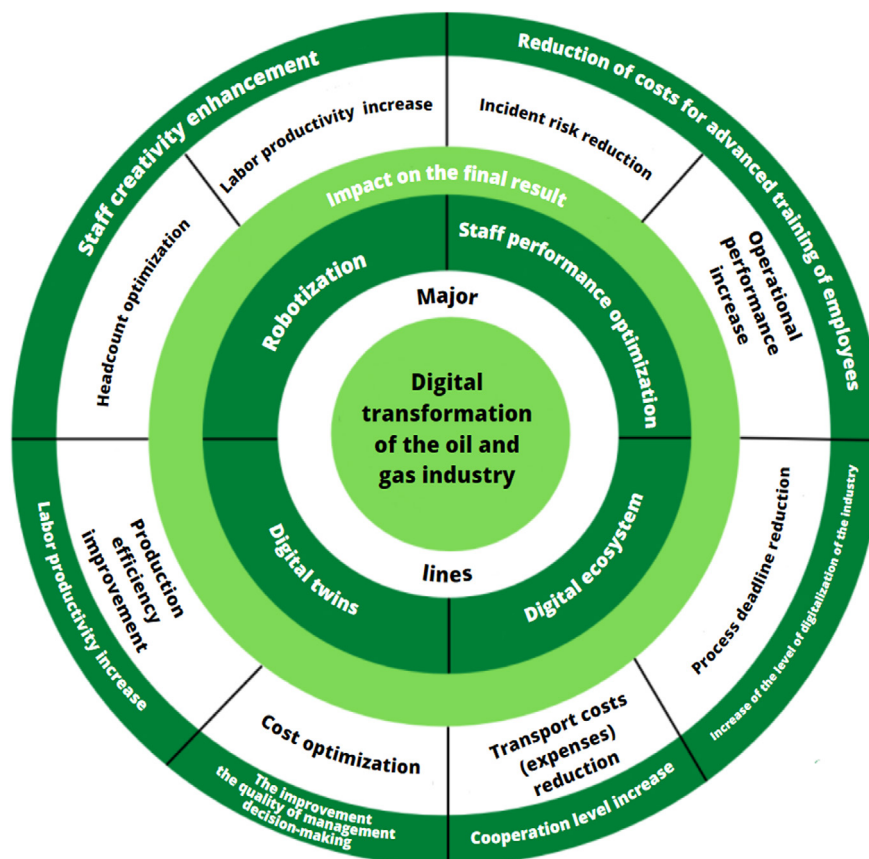 Staff creativity enhancement
Reduction of costs for advanced training of employees
Labor productivity increase
Incident risk reduction
Headcount optimization
Operational
performance
increase
Impact on the final result
Robotization
Staff performance optimization
Major
Digital
transformation
of the oil and
gas industry
lines
Digital twins
Digital ecosystem
Production
efficiency
improvement
Process deadline reduction
Labor productivity increase
Increase of the level of digitalization of the industry
Cost optimization
Transport costs
(expenses)
reduction
The improvement
the quality of management
decision-making
Cooperation level increase